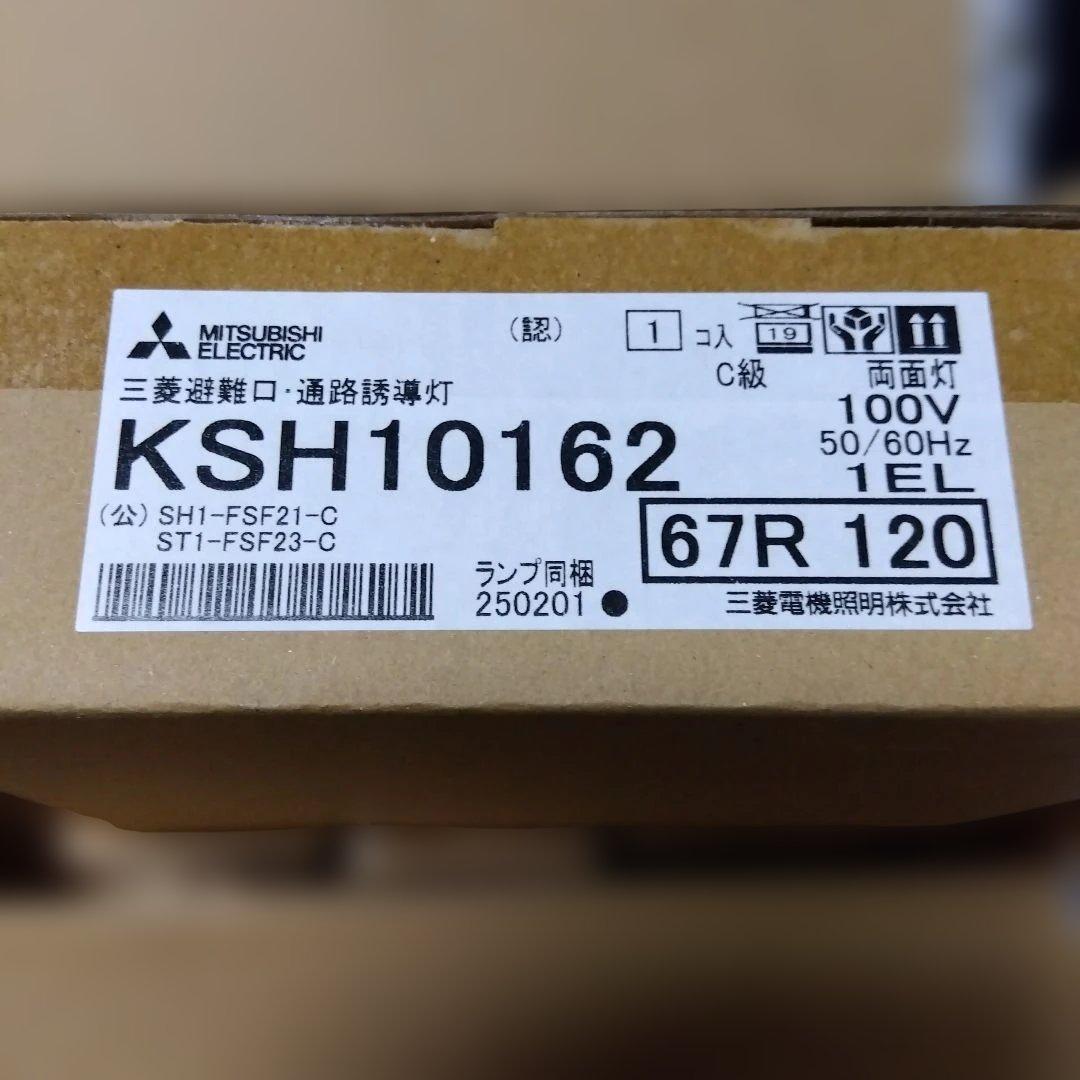 MITSUBISHI
ELECTRIC
(認)
1 コ入
19
C級 両面灯
三菱避難口・通路誘導灯
100V
KSH10162
50/60Hz
1EL
(公) SH1-FSF21-C
ST1-FSF23-C
67R 120
ランプ同梱
250201 ●
三菱電機照明株式会社